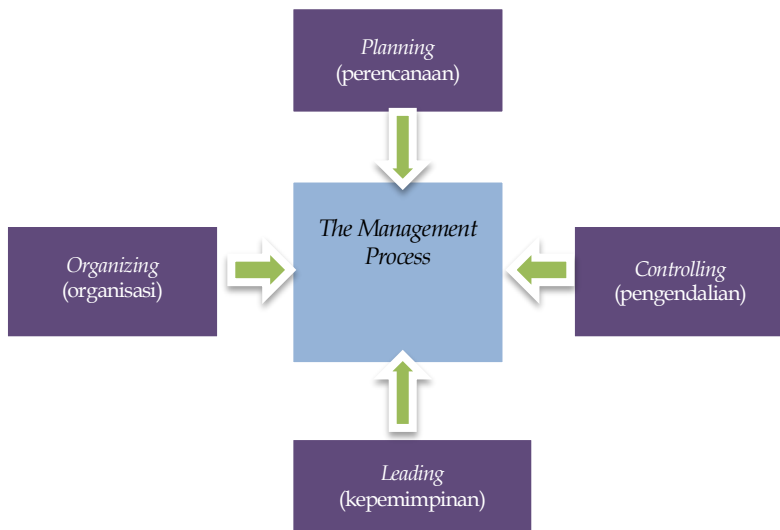 Planning
(perencanaan)
The Management
Process
Organizing
(organisasi)
Controlling
(pengendalian)
Leading
(kepemimpinan)